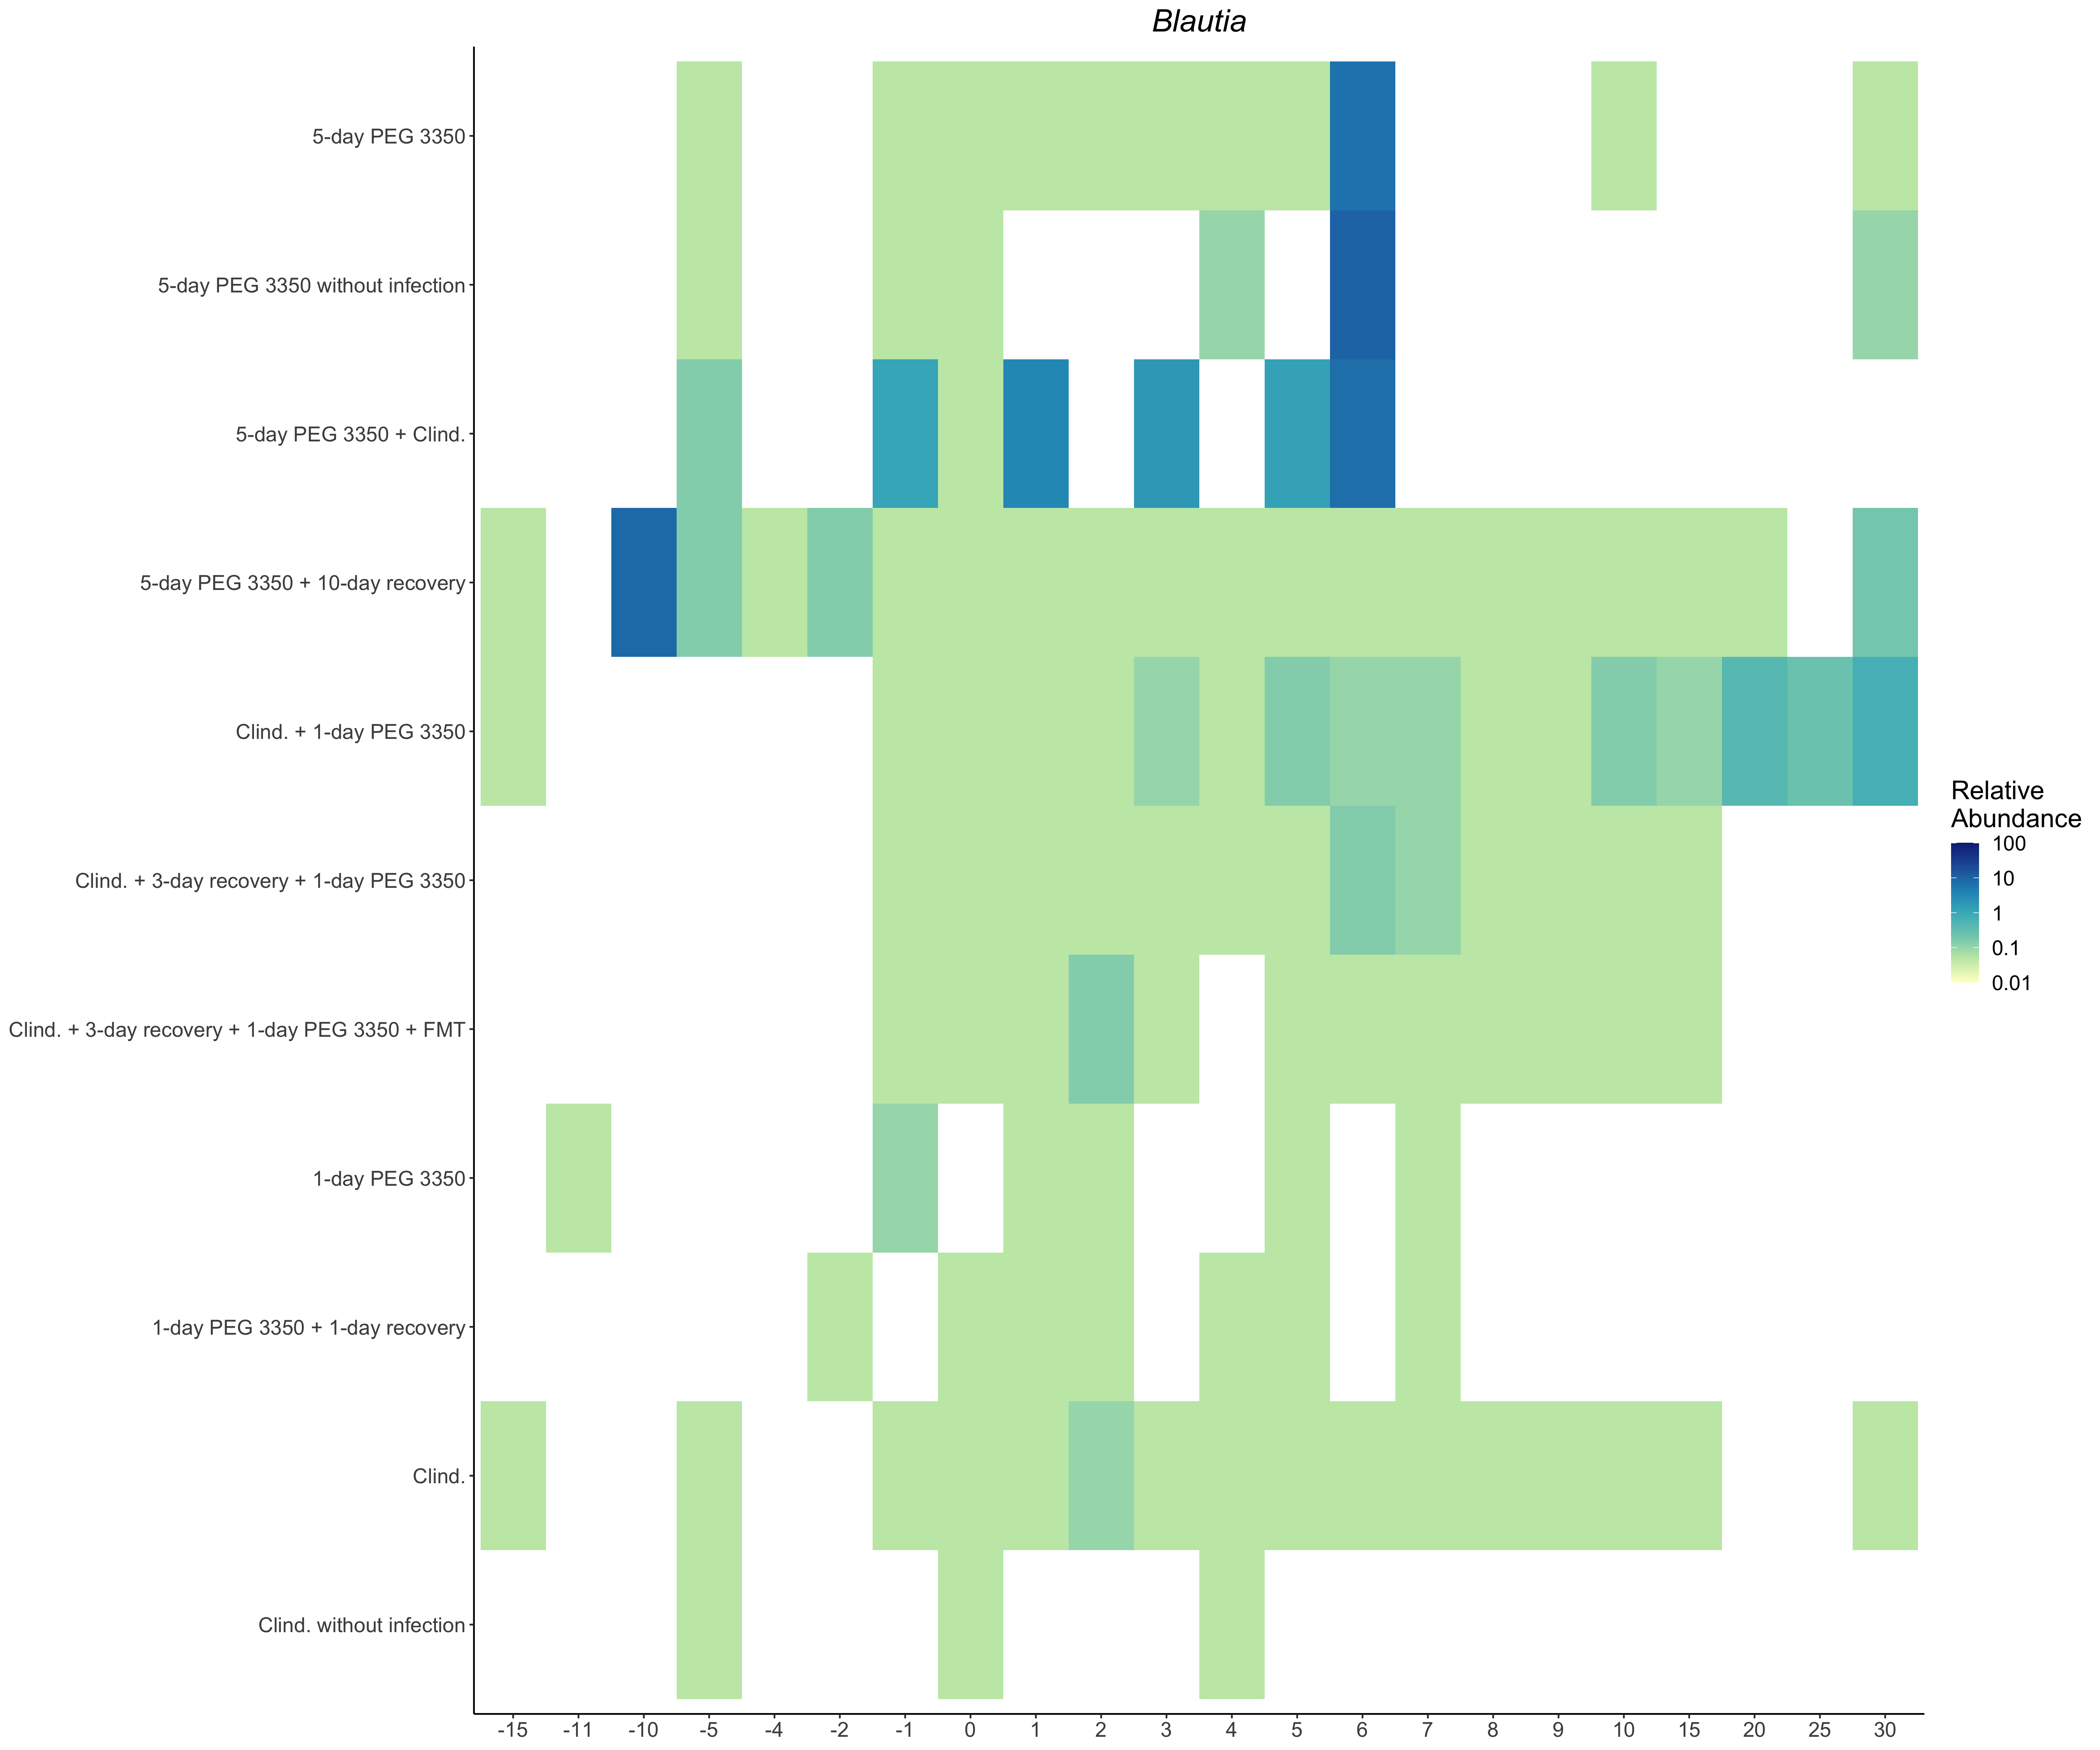 Blautia
5-day PEG 3350
5-day PEG 3350 without infection
5-day PEG 3350 + Clind.
5-day PEG 3350 + 10-day recovery
Clind. + 1-day PEG 3350
Clind. + 3-day recovery + 1-day PEG 3350
Clind. + 3-day recovery + 1-day PEG 3350 + FMT
1-day PEG 3350
1-day PEG 3350 + 1-day recovery
Clind.
Clind. without infection
-15 -11 -10 -5 -4 -2 -1 0 1 2 3 4 5 6 7 8 9 10 15 20 25 30
Relative
Abundance
100
10
1
0.1
0.01